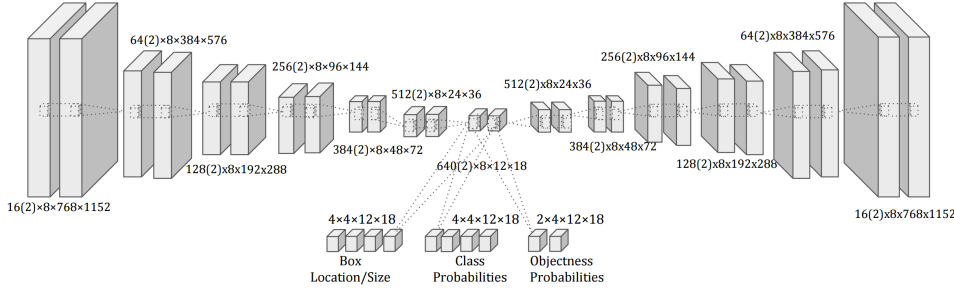 64(2)×8×384×576
64(2)x8x384x576
256(2)×8×96×144
256(2)x8x96x144
512(2)×8×24×36
512(2)x8x24x36
384(2)×8×48×72
384(2)x8x48x72
128(2)x8x192x288
128(2)x8x192x288
640(2)×8×12×18
16(2)×8×768×1152
16(2)x8x768x1152
4×4×12×18
4×4×12×18
2×4×12×18
Box
Location/Size
Class
Probabilities
Objectness
Probabilities